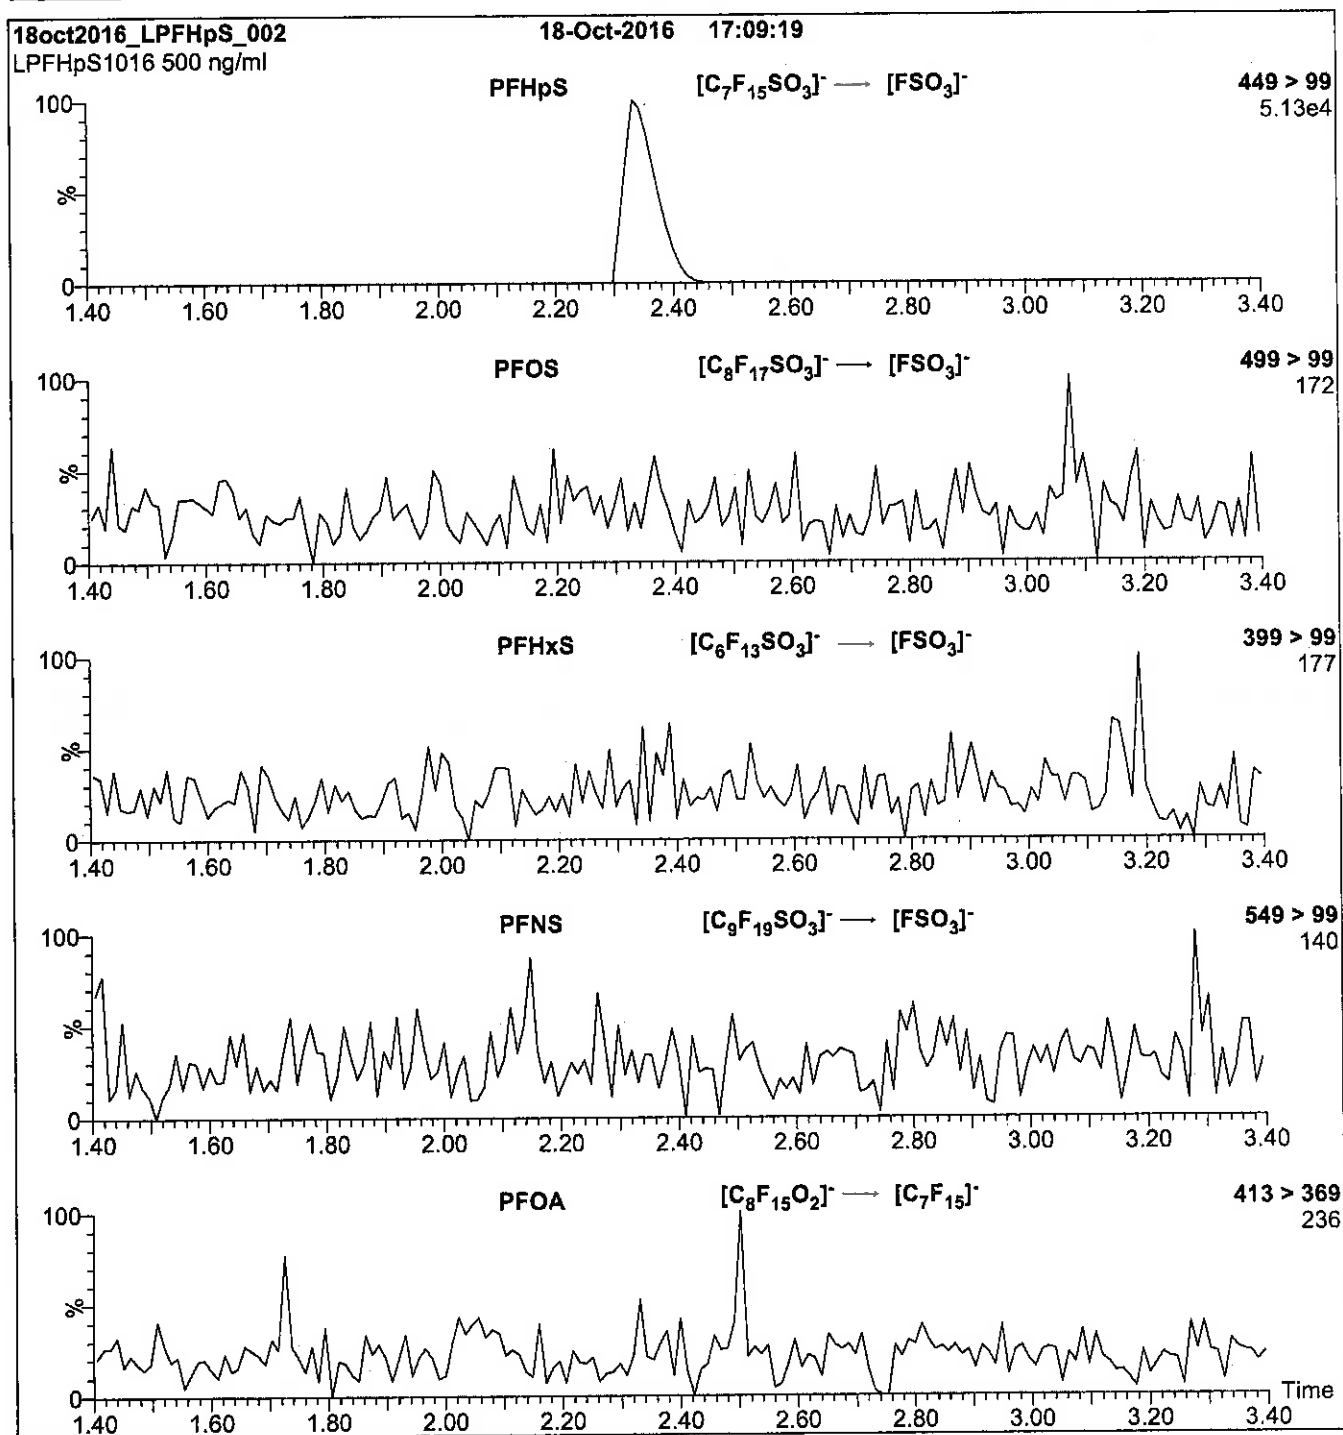 18oct2016_LPFHpS_002 18-Oct-2016 17:09:19
LPFHpS1016 500 ng/ml
PFHpS [C₇F₁₅SO₃]⁻ → [FSO₃]⁻ 449 > 99
5.13e4
100
%
0
1.40 1.60 1.80 2.00 2.20 2.40 2.60 2.80 3.00 3.20 3.40
PFOS [C₈F₁₇SO₃]⁻ → [FSO₃]⁻ 499 > 99
172
100
%
0
1.40 1.60 1.80 2.00 2.20 2.40 2.60 2.80 3.00 3.20 3.40
PFHxS [C₆F₁₃SO₃]⁻ → [FSO₃]⁻ 399 > 99
177
100
%
0
1.40 1.60 1.80 2.00 2.20 2.40 2.60 2.80 3.00 3.20 3.40
PFNS [C₉F₁₉SO₃]⁻ → [FSO₃]⁻ 549 > 99
140
100
%
0
1.40 1.60 1.80 2.00 2.20 2.40 2.60 2.80 3.00 3.20 3.40
PFOA [C₈F₁₅O₂]⁻ → [C₇F₁₅]⁻ 413 > 369
236
100
%
0 Time
1.40 1.60 1.80 2.00 2.20 2.40 2.60 2.80 3.00 3.20 3.40